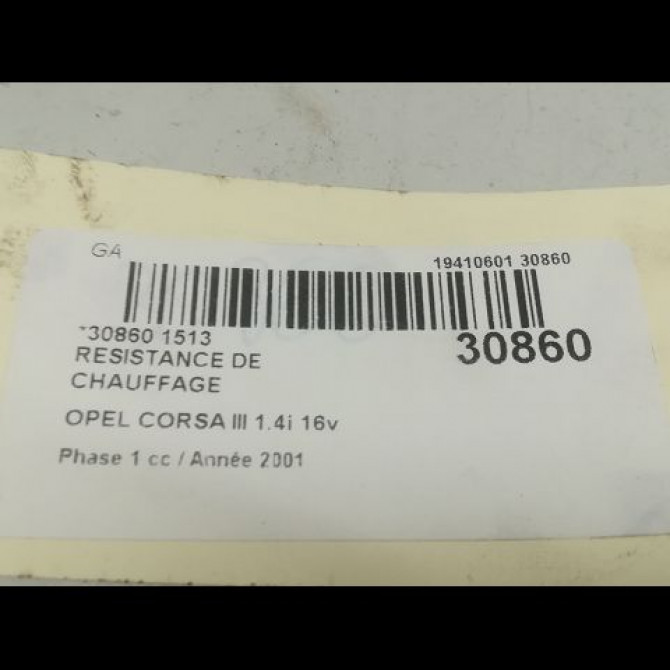 GA
19410601 30860
*30860 1513
30860
RESISTANCE DE
CHAUFFAGE
OPEL CORSA III 1.4i 16v
Phase 1 cc / Année 2001